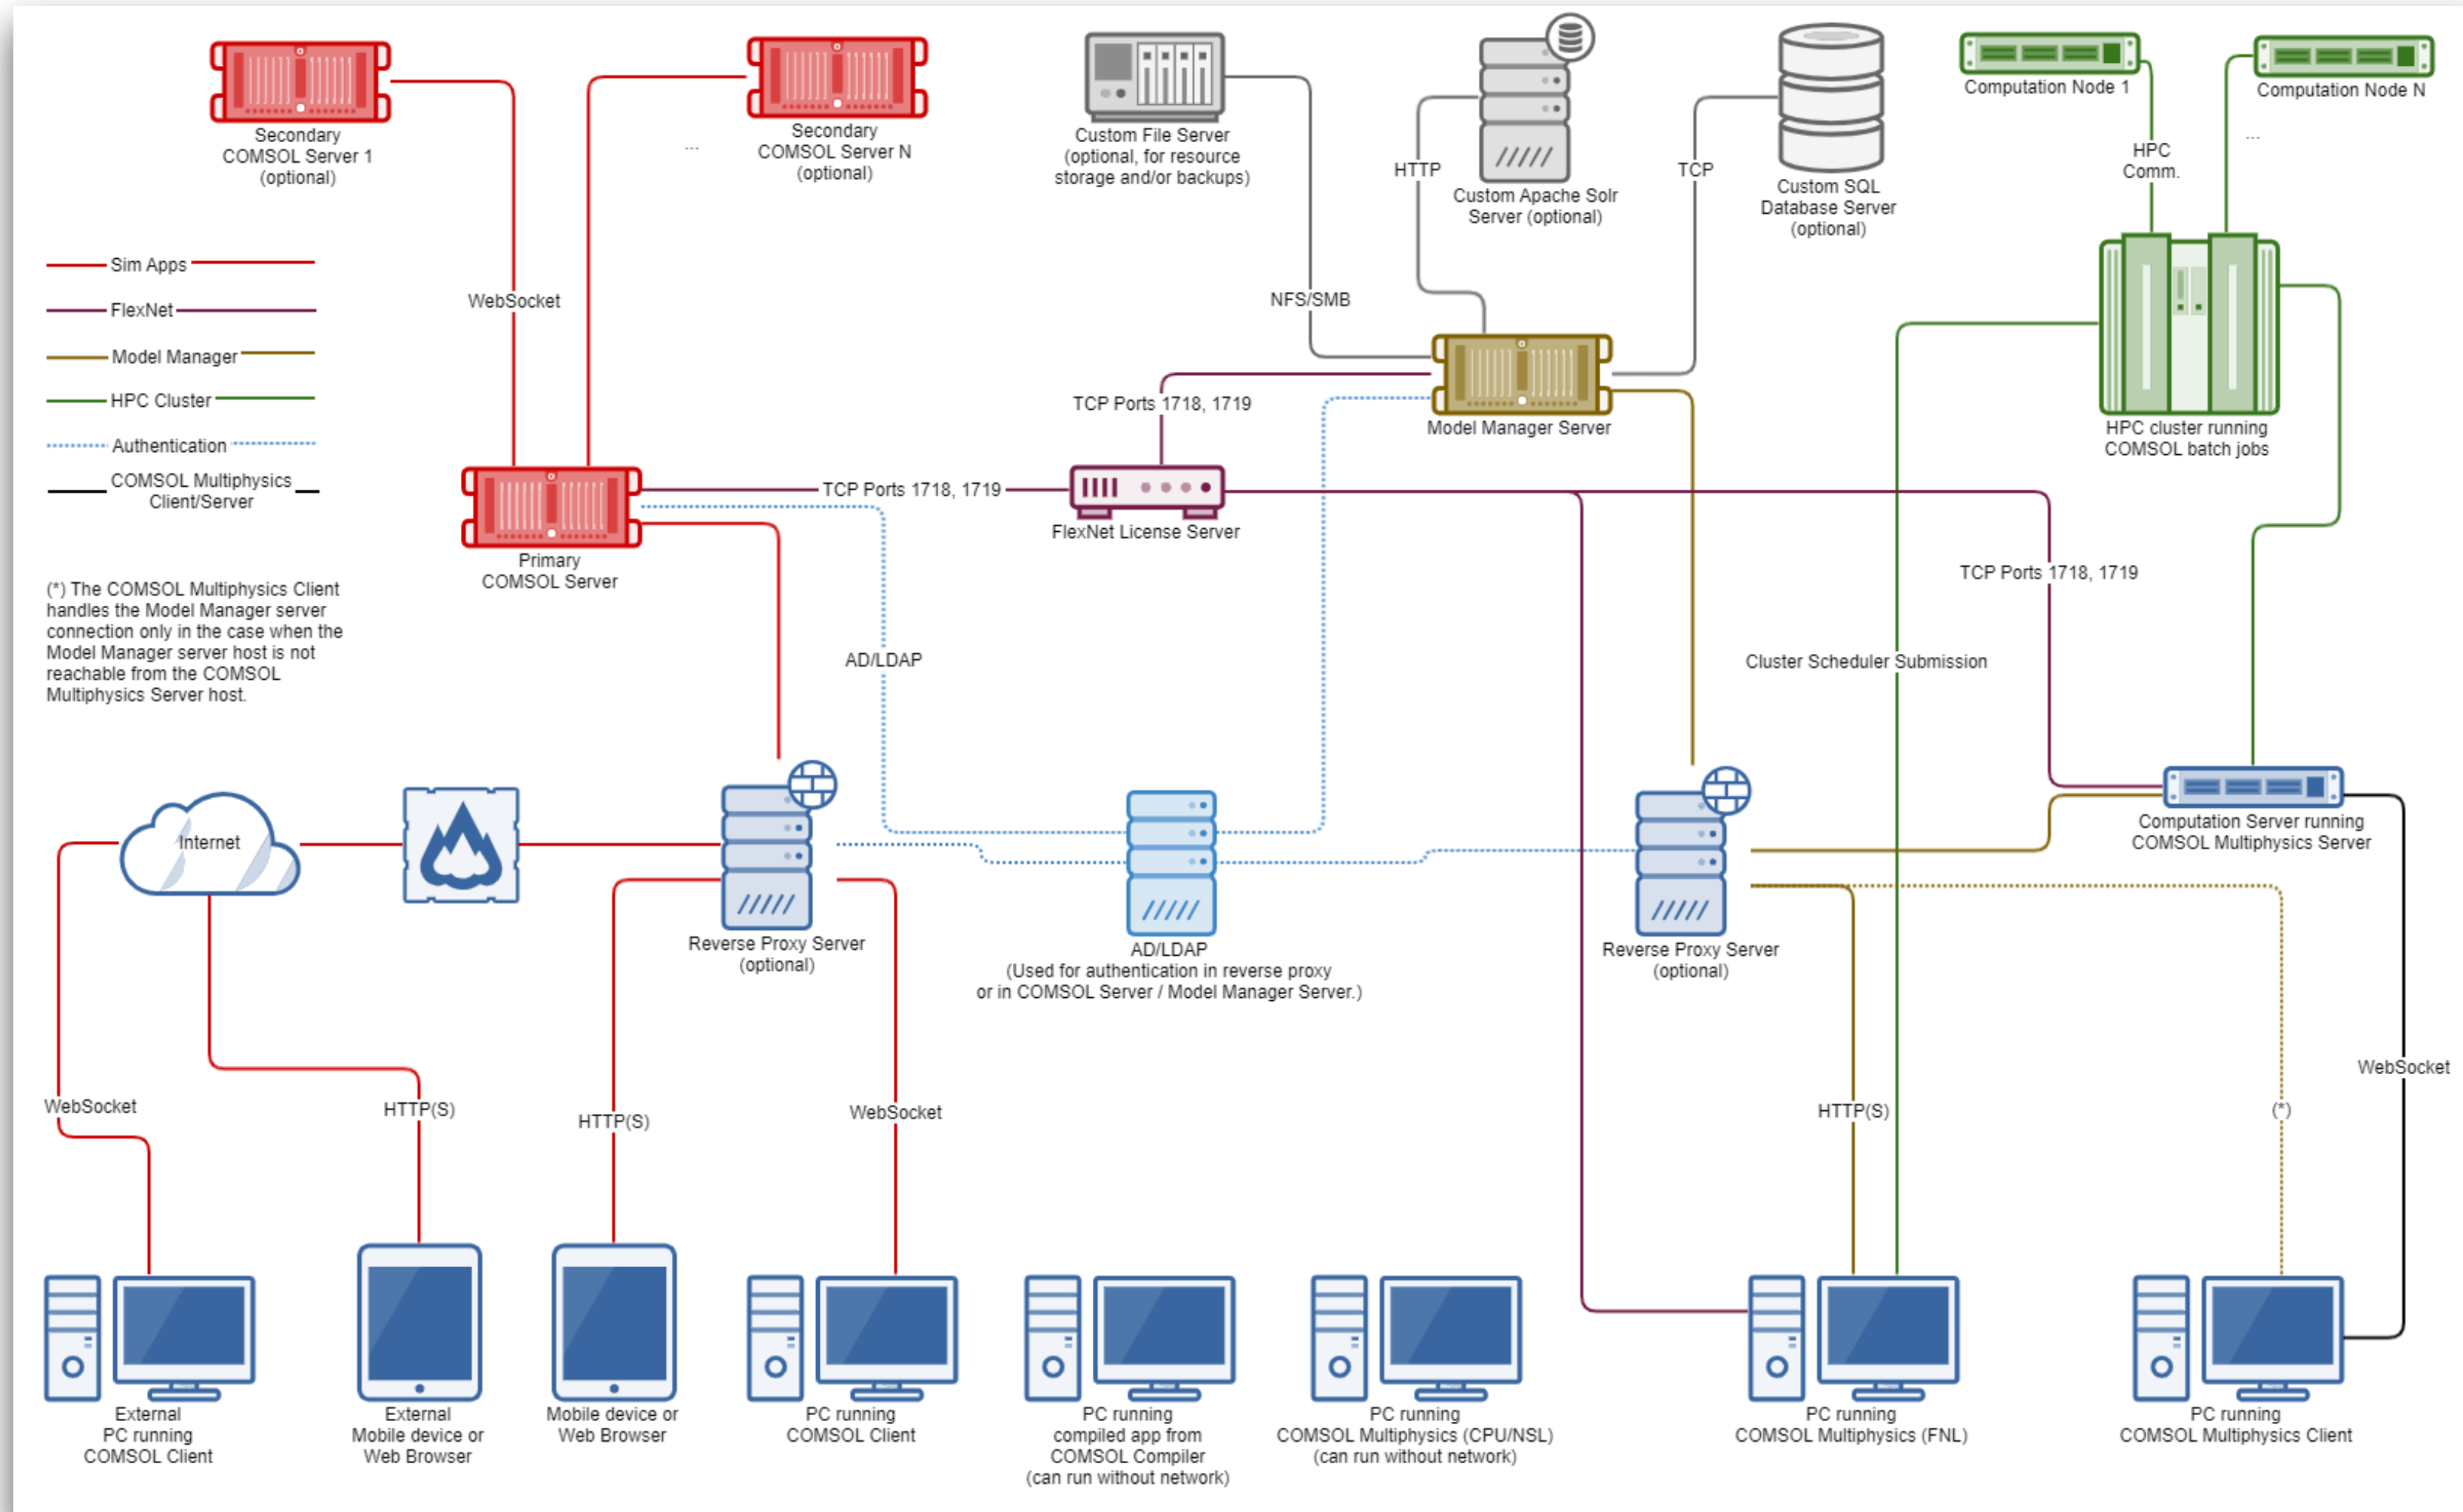 Secondary
COMSOL Server 1
(optional)
...
Secondary
COMSOL Server N
(optional)
Custom File Server
(optional, for resource
storage and/or backups)
HTTP
Custom Apache Solr
Server (optional)
TCP
Custom SQL
Database Server
(optional)
Computation Node 1
Computation Node N
...
HPC
Comm.
Sim Apps
FlexNet
Model Manager
HPC Cluster
Authentication
COMSOL Multiphysics
Client/Server
WebSocket
NFS/SMB
TCP Ports 1718, 1719
Model Manager Server
HPC cluster running
COMSOL batch jobs
TCP Ports 1718, 1719
FlexNet License Server
Primary
COMSOL Server
TCP Ports 1718, 1719
(*) The COMSOL Multiphysics Client
handles the Model Manager server
connection only in the case when the
Model Manager server host is not
reachable from the COMSOL
Multiphysics Server host.
AD/LDAP
Cluster Scheduler Submission
Internet
Reverse Proxy Server
(optional)
AD/LDAP
(Used for authentication in reverse proxy
or in COMSOL Server / Model Manager Server.)
Reverse Proxy Server
(optional)
Computation Server running
COMSOL Multiphysics Server
WebSocket
HTTP(S)
HTTP(S)
WebSocket
HTTP(S)
(*)
WebSocket
External
PC running
COMSOL Client
External
Mobile device or
Web Browser
Mobile device or
Web Browser
PC running
COMSOL Client
PC running
compiled app from
COMSOL Compiler
(can run without network)
PC running
COMSOL Multiphysics (CPU/NSL)
(can run without network)
PC running
COMSOL Multiphysics (FNL)
PC running
COMSOL Multiphysics Client